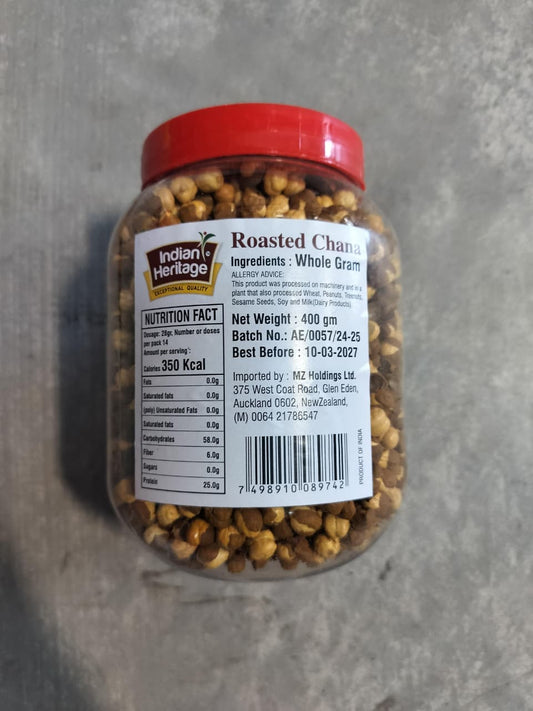 Indian
Heritage
EXCEPTIONAL QUALITY
Roasted Chana
Ingredients : Whole Gram
ALLERGY ADVICE:
This product was processed on machinery and in a
plant that also processed Wheat, Peanuts, Treenuts,
Sesame Seeds, Soy and Milk(Dairy Products)
Net Weight : 400 gm
Batch No.: AE/0057/24-25
Best Before : 10-03-2027
Imported by : MZ Holdings Ltd.
375 West Coat Road, Glen Eden,
Auckland 0602, NewZealand,
(M) 0064 21786547
NUTRITION FACT
Dosage: 28gr, Number or doses
per pack 14
Amount per serving:
Calories 350 Kcal
Fats 0.0g
Saturated fats 0.0g
(poly) Unsaturated Fats 0.0g
Saturated fats 0.0g
Carbohydrates 58.0g
Fiber 6.0g
Sugars 0.0g
Protein 25.0g
7 498910 089742
PRODUCT OF INDIA